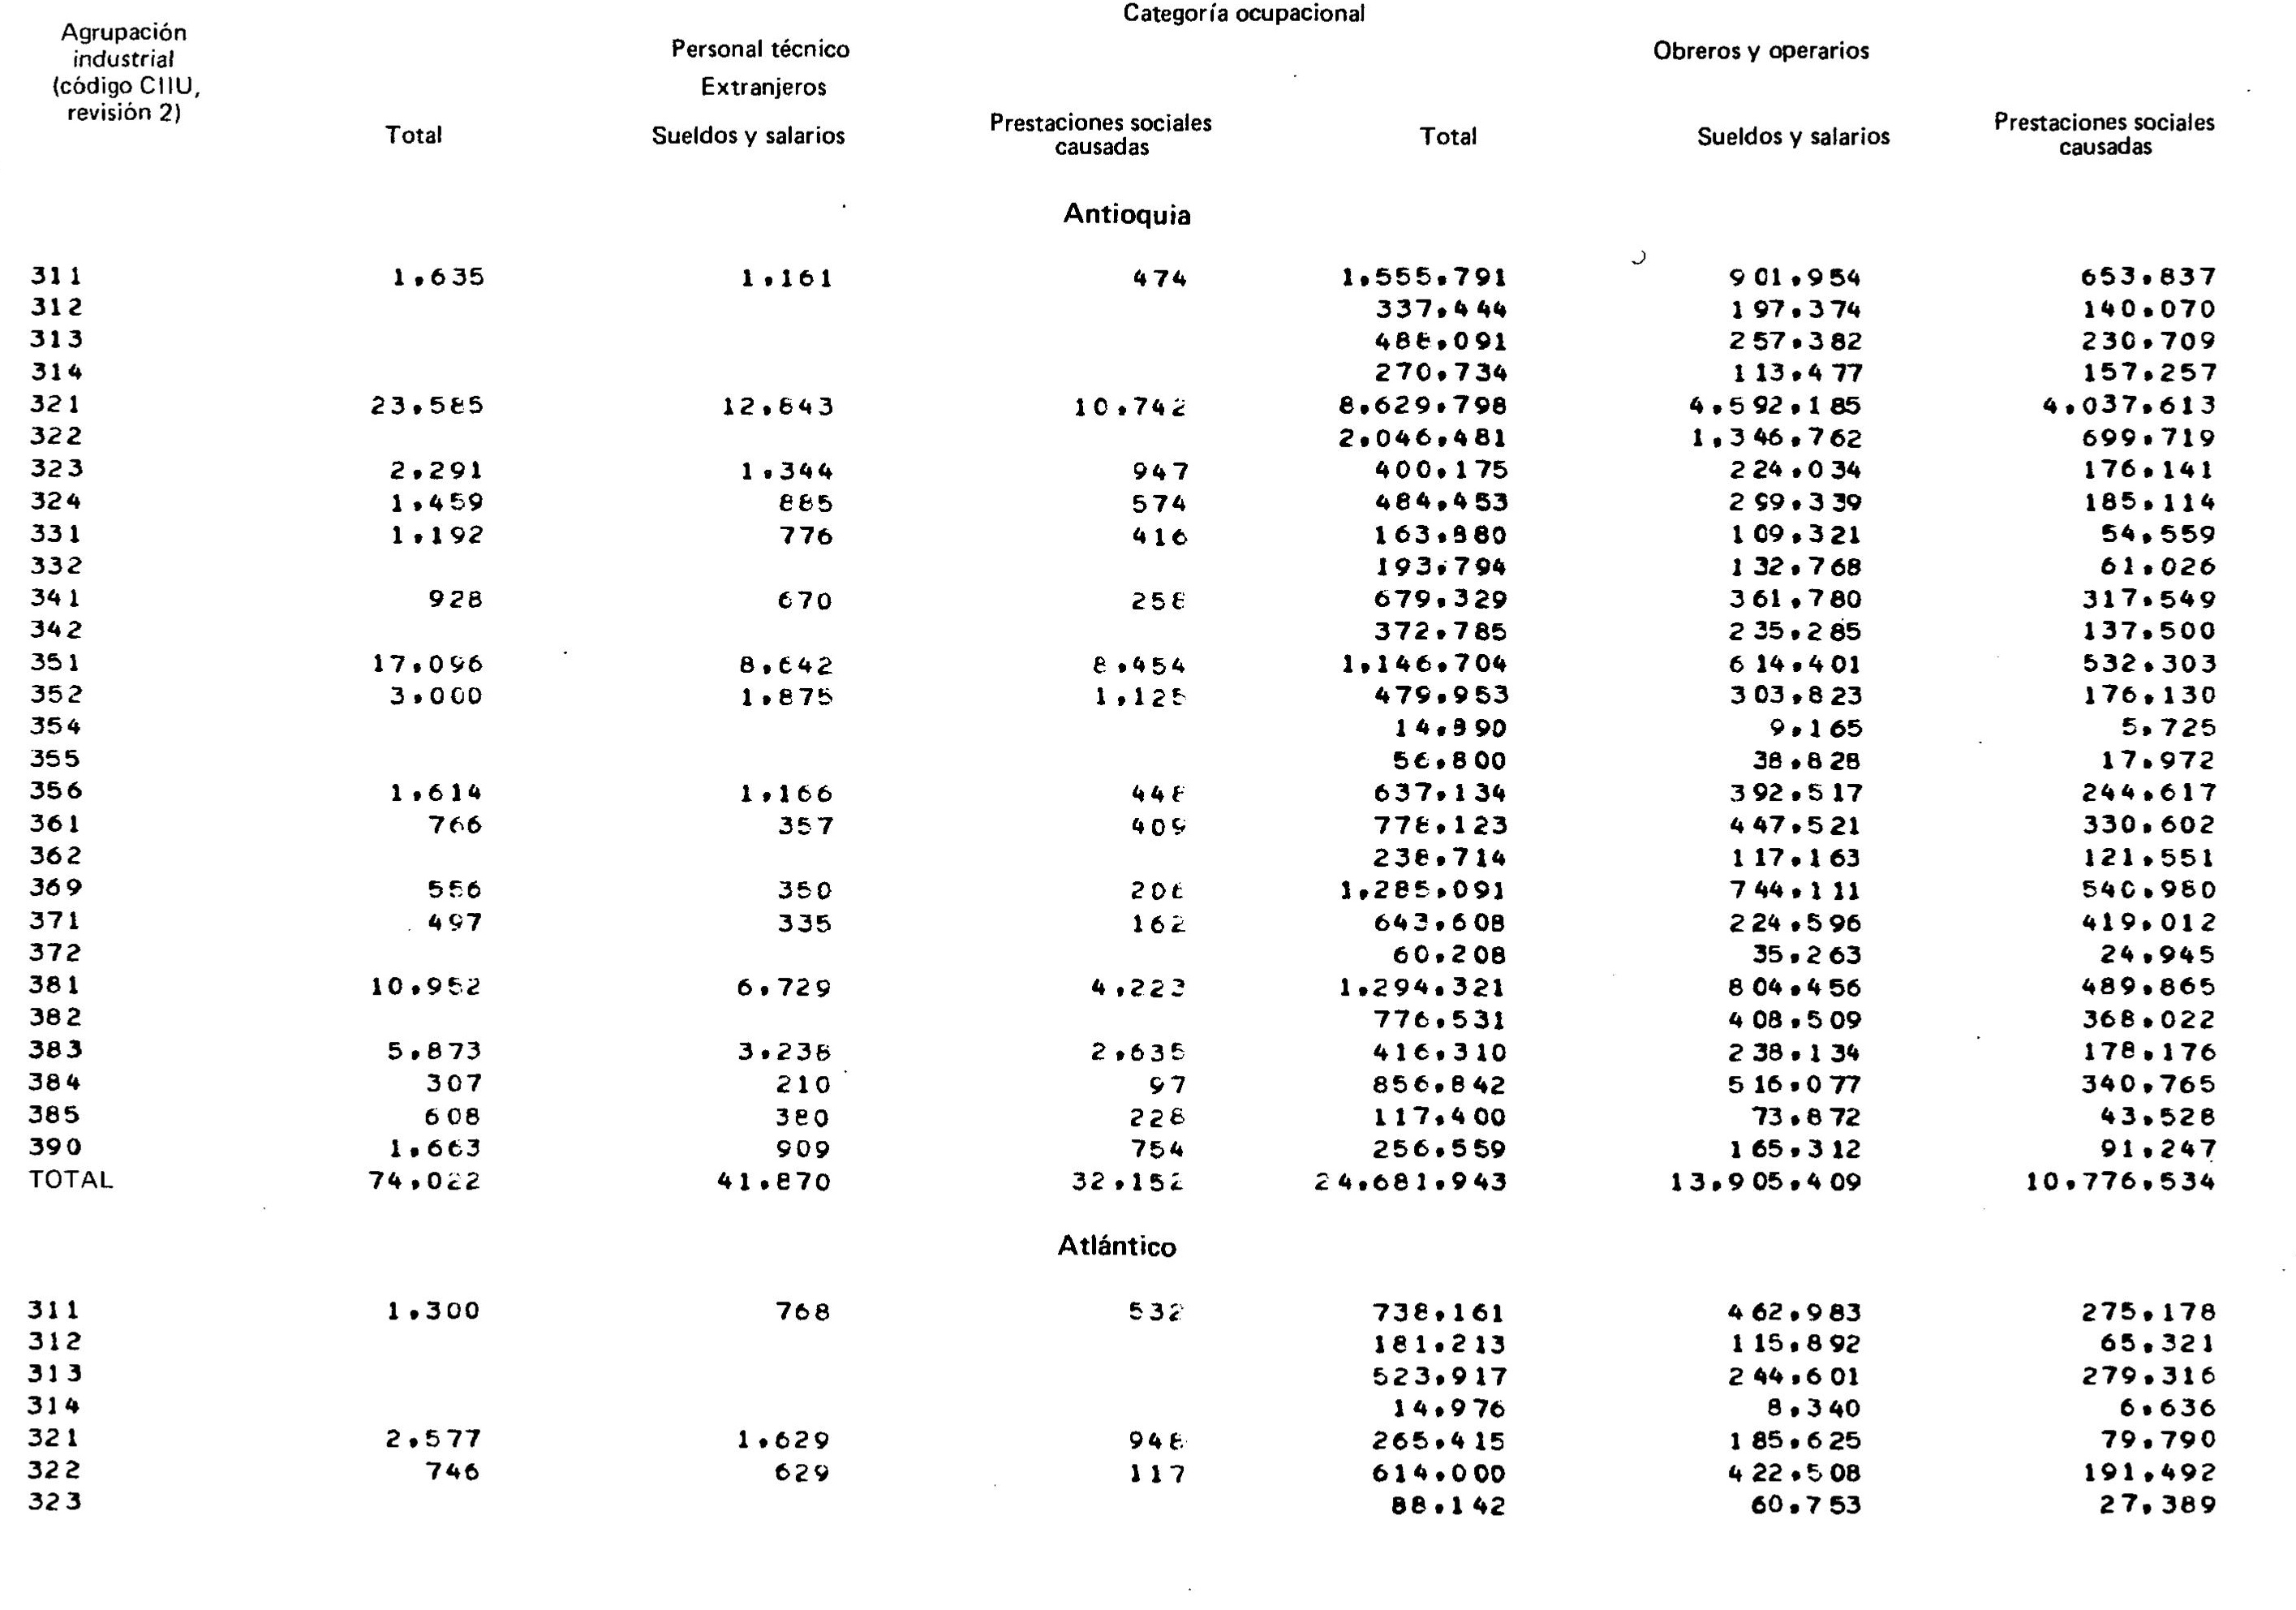 Categoría ocupacional
Agrupación industrial (código CIIU, revisión 2)
Personal técnico
Obreros y operarios
Extranjeros
Total Sueldos y salarios Prestaciones sociales causadas Total Sueldos y salarios Prestaciones sociales causadas
Antioquia
311 1.635 1.161 474 1.555.791 901.954 653.837
312 337.444 197.374 140.070
313 488.091 257.382 230.709
314 270.734 113.477 157.257
321 23.585 12.843 10.742 8.629.798 4.592.185 4.037.613
322 2.046.481 1.346.762 699.719
323 2.291 1.344 947 400.175 224.034 176.141
324 1.459 885 574 484.453 299.339 185.114
331 1.192 776 416 163.880 109.321 54.559
332 193.794 132.768 61.026
341 928 670 258 679.329 361.780 317.549
342 372.785 235.285 137.500
351 17.096 8.642 8.454 1.146.704 614.401 532.303
352 3.000 1.875 1.125 479.953 303.823 176.130
354 14.890 9.165 5.725
355 56.800 38.828 17.972
356 1.614 1.166 448 637.134 392.517 244.617
361 766 357 409 778.123 447.521 330.602
362 238.714 117.163 121.551
369 556 350 206 1.285.091 744.111 540.980
371 497 335 162 643.608 224.596 419.012
372 60.208 35.263 24.945
381 10.952 6.729 4.223 1.294.321 804.456 489.865
382 776.531 408.509 368.022
383 5.873 3.238 2.635 416.310 238.134 178.176
384 307 210 97 856.842 516.077 340.765
385 608 380 228 117.400 73.872 43.528
390 1.663 909 754 256.559 165.312 91.247
TOTAL 74.022 41.870 32.152 24.681.943 13.905.409 10.776.534
Atlántico
311 1.300 768 532 738.161 462.983 275.178
312 181.213 115.892 65.321
313 523.917 244.601 279.316
314 14.976 8.340 6.636
321 2.577 1.629 948 265.415 185.625 79.790
322 746 629 117 614.000 422.508 191.492
323 88.142 60.753 27.389